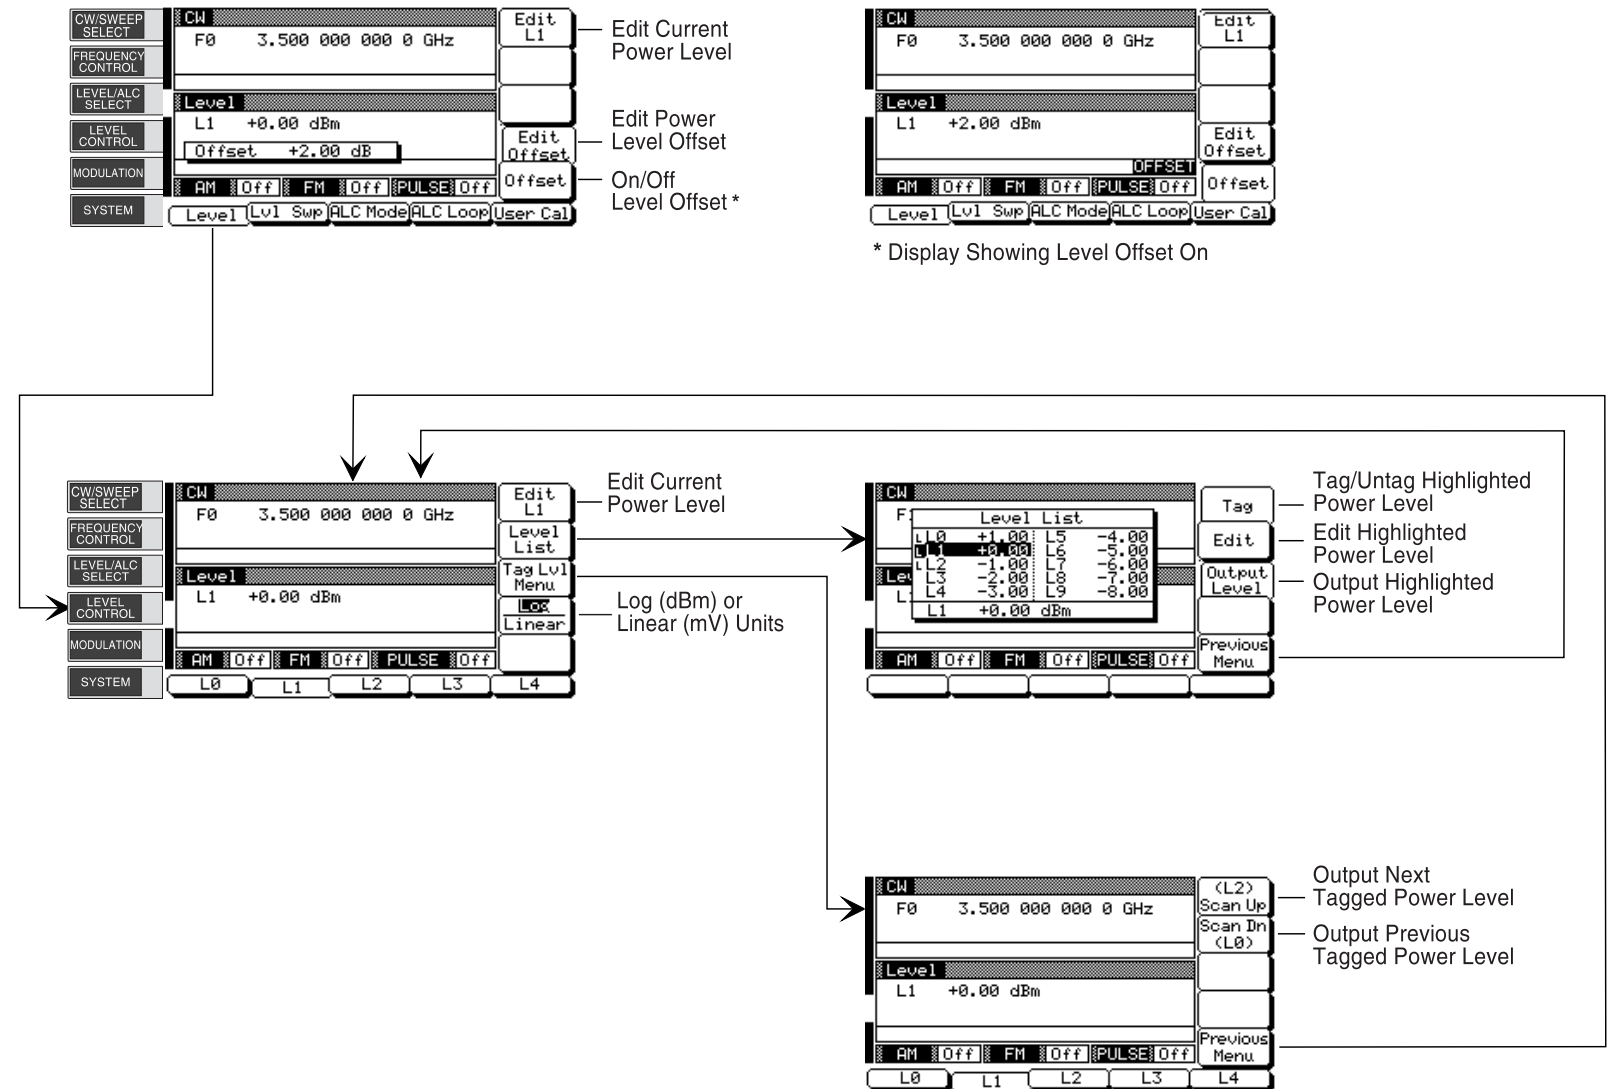 CW/SWEEP
SELECT
FREQUENCY
CONTROL
LEVEL/ALC
SELECT
LEVEL
CONTROL
MODULATION
SYSTEM
CW
F0 3.500 000 000 0 GHz
Level
L1 +0.00 dBm
Offset +2.00 dB
AM Off FM Off PULSE Off
Level Lvl Swp ALC Mode ALC Loop User Cal
Edit
L1
Edit
Offset
Offset
Edit Current
Power Level
Edit Power
Level Offset
On/Off
Level Offset *
CW
F0 3.500 000 000 0 GHz
Level
L1 +2.00 dBm
OFFSET
AM Off FM Off PULSE Off
Level Lvl Swp ALC Mode ALC Loop User Cal
Edit
L1
Edit
Offset
Offset
* Display Showing Level Offset On
CW/SWEEP
SELECT
FREQUENCY
CONTROL
LEVEL/ALC
SELECT
LEVEL
CONTROL
MODULATION
SYSTEM
CW
F0 3.500 000 000 0 GHz
Level
L1 +0.00 dBm
AM Off FM Off PULSE Off
L0 L1 L2 L3 L4
Edit
L1
Level
List
Tag Lvl
Menu
Log
Linear
Edit Current
Power Level
Log (dBm) or
Linear (mV) Units
CW
Level List
L0 +1.00 L5 -4.00
L1 +0.00 L6 -5.00
L2 -1.00 L7 -6.00
L3 -2.00 L8 -7.00
L4 -3.00 L9 -8.00
L1 +0.00 dBm
AM Off FM Off PULSE Off
Tag
Edit
Output
Level
Previous
Menu
Tag/Untag Highlighted
Power Level
Edit Highlighted
Power Level
Output Highlighted
Power Level
CW
F0 3.500 000 000 0 GHz
Level
L1 +0.00 dBm
AM Off FM Off PULSE Off
L0 L1 L2 L3 L4
(L2)
Scan Up
Scan Dn
(L0)
Previous
Menu
Output Next
Tagged Power Level
Output Previous
Tagged Power Level